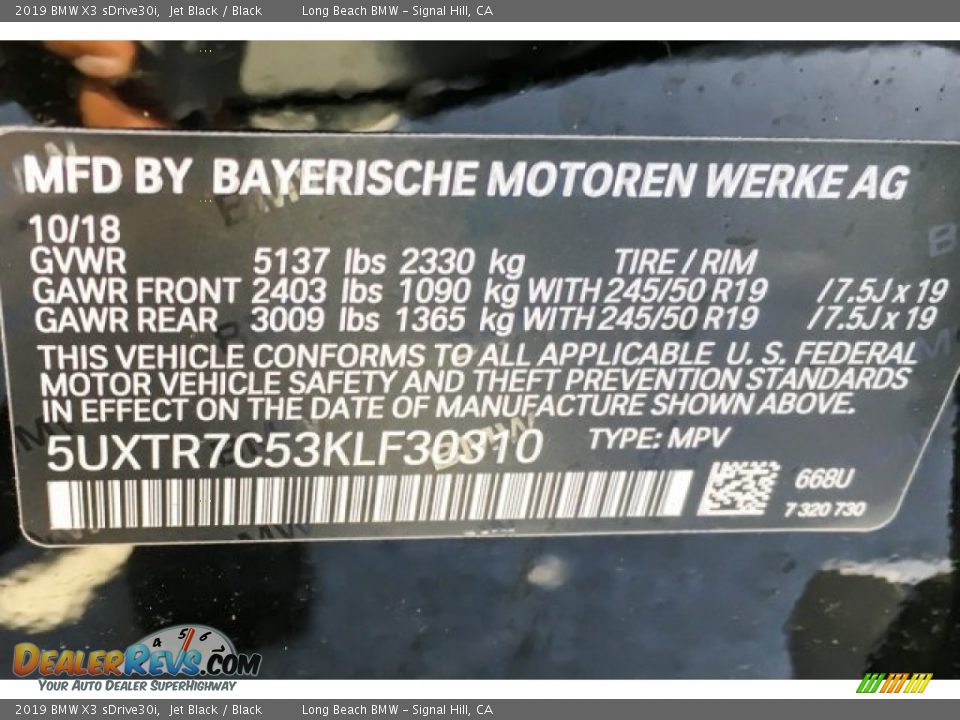 2019 BMW X3 sDrive30i, Jet Black / Black Long Beach BMW - Signal Hill, CA
MFD BY BAYERISCHE MOTOREN WERKE AG
10/18
GVWR 5137 lbs 2330 kg TIRE / RIM
GAWR FRONT 2403 lbs 1090 kg WITH 245/50 R19 / 7.5J x 19
GAWR REAR 3009 lbs 1365 kg WITH 245/50 R19 / 7.5J x 19
THIS VEHICLE CONFORMS TO ALL APPLICABLE U. S. FEDERAL
MOTOR VEHICLE SAFETY AND THEFT PREVENTION STANDARDS
IN EFFECT ON THE DATE OF MANUFACTURE SHOWN ABOVE.
5UXTR7C53KLF30310 TYPE: MPV
668U
7 320 730
4 5 6 7
DEALERREVS.COM
YOUR AUTO DEALER SUPERHIGHWAY
2019 BMW X3 sDrive30i, Jet Black / Black Long Beach BMW - Signal Hill, CA